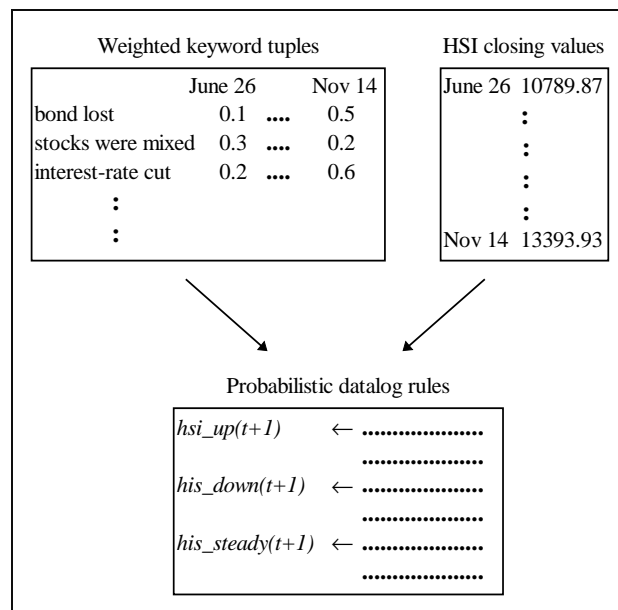 Weighted keyword tuples
June 26 Nov 14
bond lost 0.1 .... 0.5
stocks were mixed 0.3 .... 0.2
interest-rate cut 0.2 .... 0.6
:
:
HSI closing values
June 26 10789.87
:
:
:
:
Nov 14 13393.93
Probabilistic datalog rules
hsi_up(t+1) ← .....................
.....................
his_down(t+1) ← .....................
.....................
his_steady(t+1) ← .....................
.....................